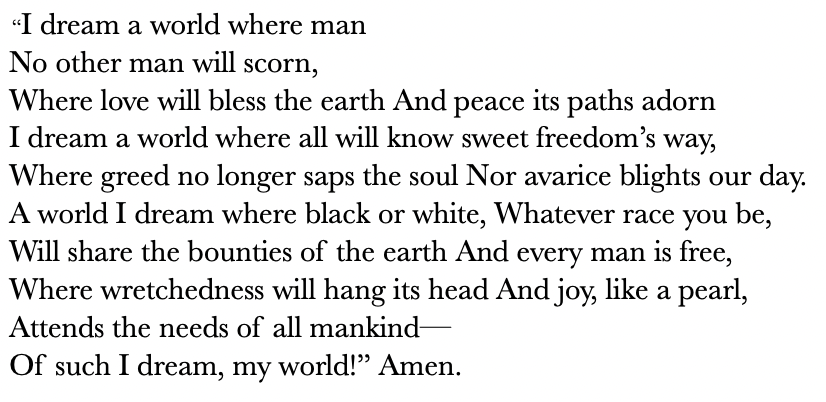 “I dream a world where man
No other man will scorn,
Where love will bless the earth And peace its paths adorn
I dream a world where all will know sweet freedom’s way,
Where greed no longer saps the soul Nor avarice blights our day.
A world I dream where black or white, Whatever race you be,
Will share the bounties of the earth And every man is free,
Where wretchedness will hang its head And joy, like a pearl,
Attends the needs of all mankind—
Of such I dream, my world!” Amen.